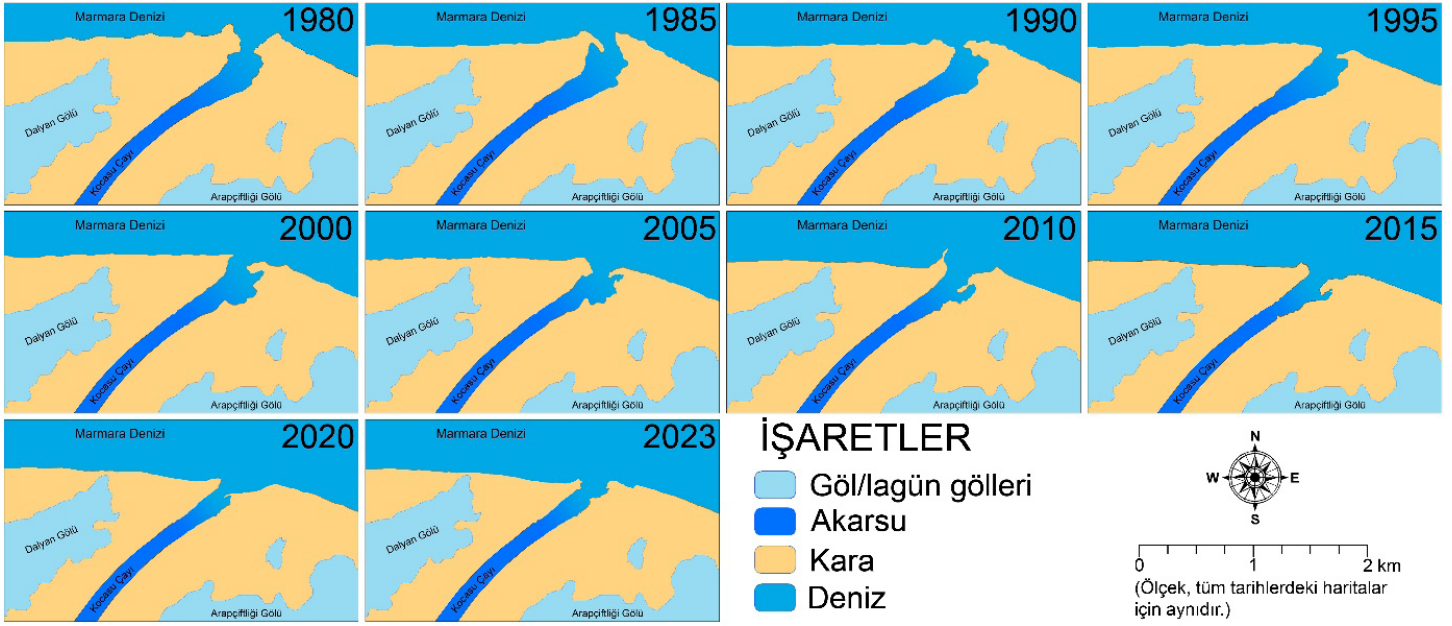 Marmara Denizi
1980
Dalyan Gölü
Kocasu Çayı
Arapçiftliği Gölü
Marmara Denizi
1985
Dalyan Gölü
Kocasu Çayı
Arapçiftliği Gölü
Marmara Denizi
1990
Dalyan Gölü
Kocasu Çayı
Arapçiftliği Gölü
Marmara Denizi
1995
Dalyan Gölü
Kocasu Çayı
Arapçiftliği Gölü
Marmara Denizi
2000
Dalyan Gölü
Kocasu Çayı
Arapçiftliği Gölü
Marmara Denizi
2005
Dalyan Gölü
Kocasu Çayı
Arapçiftliği Gölü
Marmara Denizi
2010
Dalyan Gölü
Kocasu Çayı
Arapçiftliği Gölü
Marmara Denizi
2015
Dalyan Gölü
Kocasu Çayı
Arapçiftliği Gölü
Marmara Denizi
2020
Dalyan Gölü
Kocasu Çayı
Arapçiftliği Gölü
Marmara Denizi
2023
Dalyan Gölü
Kocasu Çayı
Arapçiftliği Gölü
İŞARETLER
Göl/lagün gölleri
Akarsu
Kara
Deniz
N
W E
S
0 1 2 km
(Ölçek, tüm tarihlerdeki haritalar
için aynıdır.)